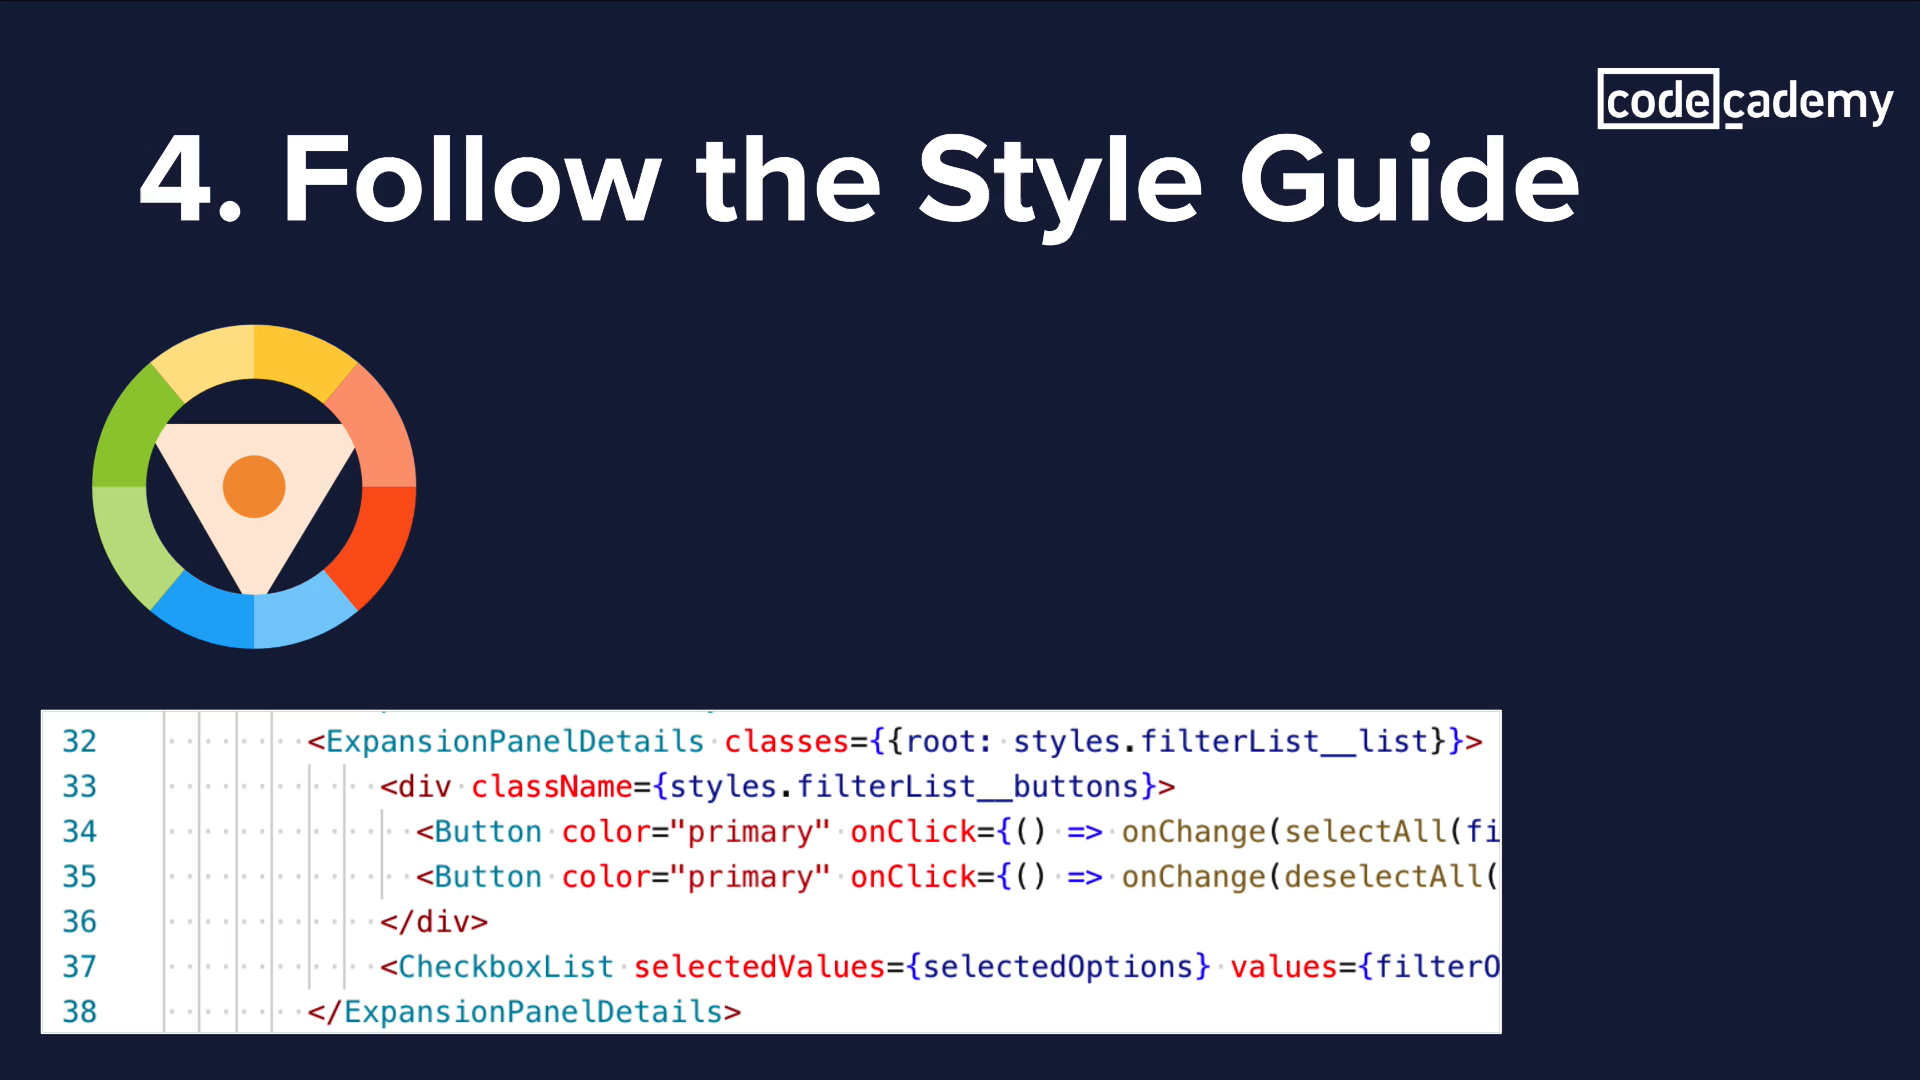 codecademy
4. Follow the Style Guide
32 <ExpansionPanelDetails classes={{root: styles.filterList__list}}>
33 <div className={styles.filterList__buttons}>
34 <Button color="primary" onClick={() => onChange(selectAll(fi
35 <Button color="primary" onClick={() => onChange(deselectAll(
36 </div>
37 <CheckboxList selectedValues={selectedOptions} values={filterO
38 </ExpansionPanelDetails>